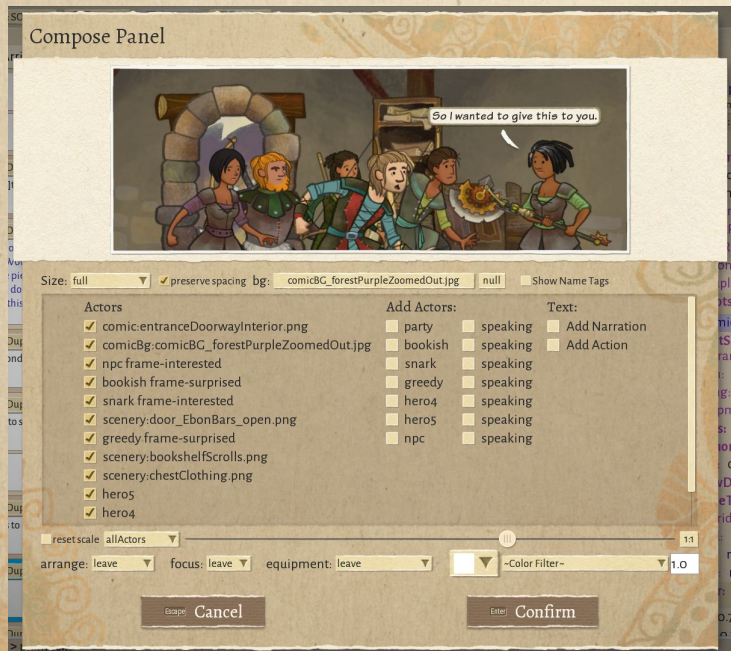 Compose Panel
So I wanted to give this to you.
Size: full preserve spacing bg: comicBG_forestPurpleZoomedOut.jpg null Show Name Tags
Actors Add Actors: Text:
comic:entranceDoorwayInterior.png party speaking Add Narration
comicBg:comicBG_forestPurpleZoomedOut.jpg bookish speaking Add Action
npc frame-interested snark speaking
bookish frame-surprised greedy speaking
snark frame-interested hero4 speaking
scenery:door_EbonBars_open.png hero5 speaking
greedy frame-surprised npc speaking
scenery:bookshelfScrolls.png
scenery:chestClothing.png
hero5
hero4
reset scale allActors 1:1
arrange: leave focus: leave equipment: leave ~Color Filter~ 1.0
Escape Cancel Enter Confirm